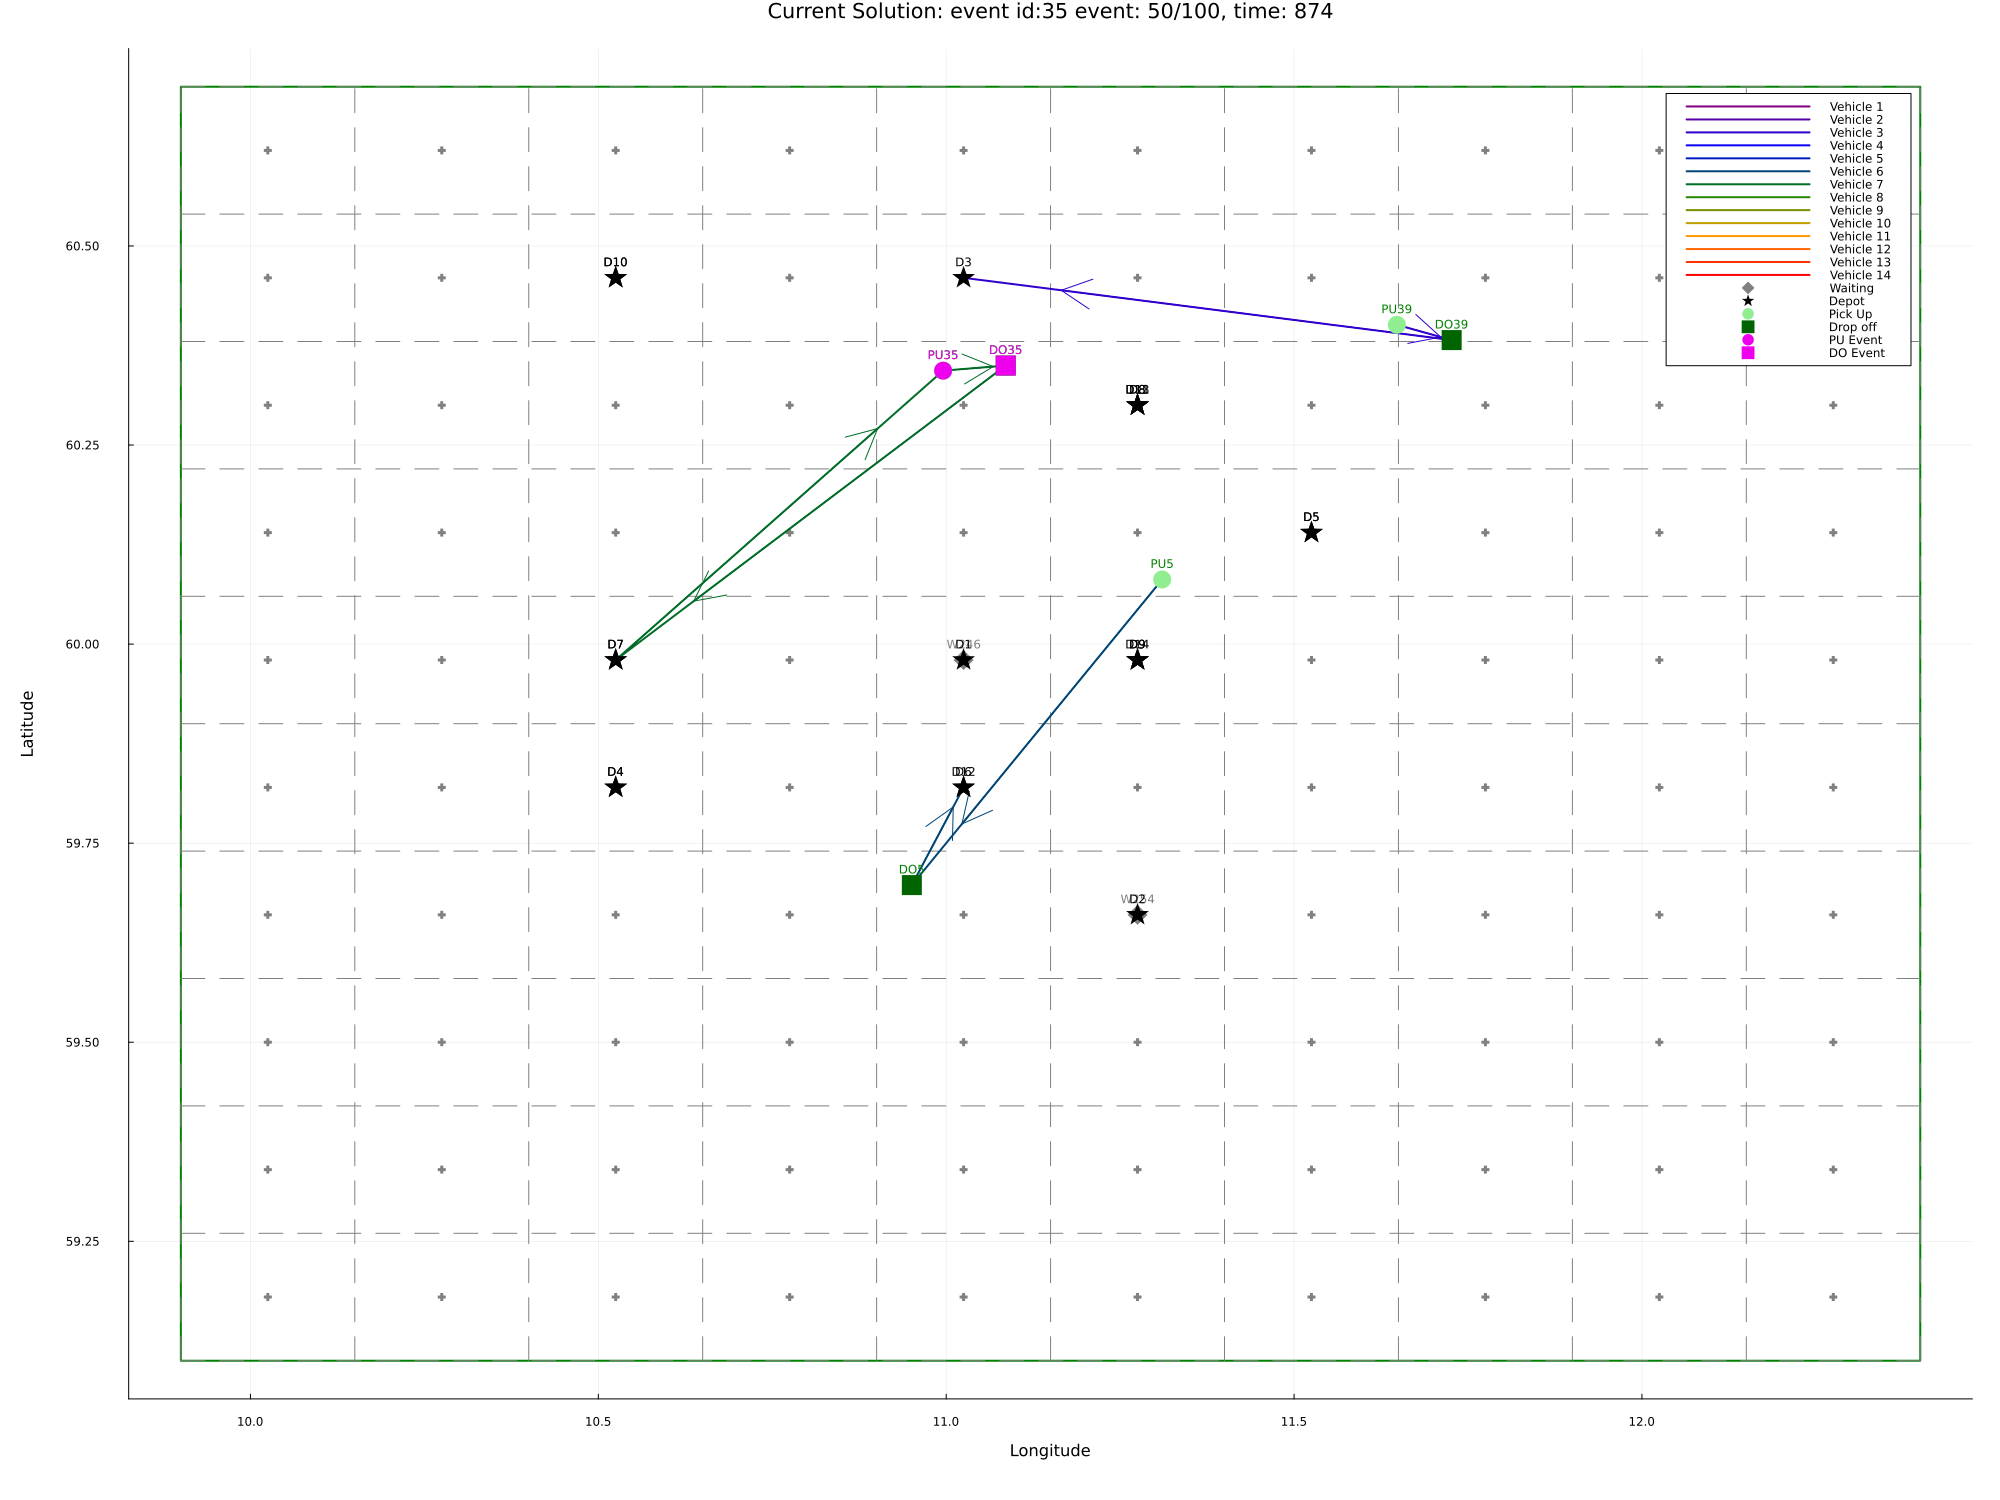 Current Solution: event id:35 event: 50/100, time: 874
Vehicle 1
Vehicle 2
Vehicle 3
Vehicle 4
Vehicle 5
Vehicle 6
Vehicle 7
Vehicle 8
Vehicle 9
Vehicle 10
Vehicle 11
Vehicle 12
Vehicle 13
Vehicle 14
Waiting
Depot
Pick Up
Drop off
PU Event
DO Event
60.50
60.25
60.00
59.75
59.50
59.25
Latitude
D10
D3
PU39
DO39
PU35
DO35
D5
PU5
D7
D1
D9
D4
D2
10.0
10.5
11.0
11.5
12.0
Longitude